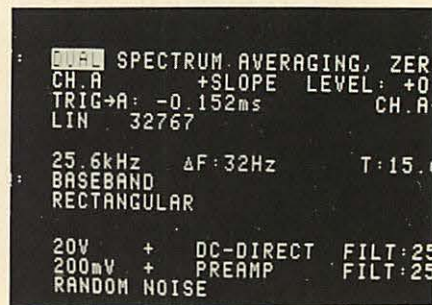 : DUAL SPECTRUM AVERAGING, ZER
CH.A +SLOPE LEVEL: +0
TRIG→A: -0.152ms CH.A
LIN 32767
25.6kHz ΔF:32Hz T:15.
: BASEBAND
RECTANGULAR
20V + DC-DIRECT FILT:25
200mV + PREAMP FILT:25
RANDOM NOISE